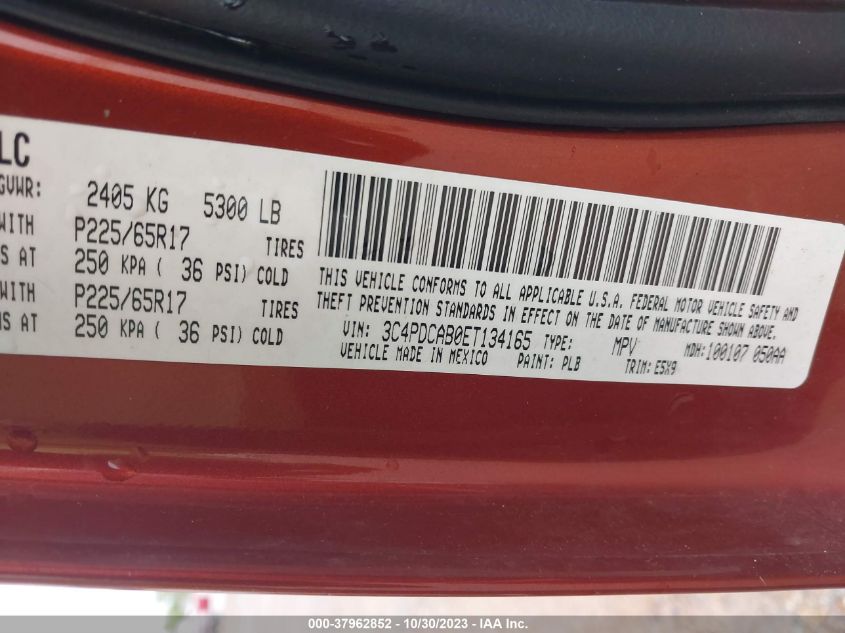 LC
GVWR: 2405 KG 5300 LB
WITH P225/65R17 TIRES
S AT 250 KPA ( 36 PSI) COLD
WITH P225/65R17 TIRES
MS AT 250 KPA ( 36 PSI) COLD
THIS VEHICLE CONFORMS TO ALL APPLICABLE U.S.A. FEDERAL MOTOR VEHICLE SAFETY AND
THEFT PREVENTION STANDARDS IN EFFECT ON THE DATE OF MANUFACTURE SHOWN ABOVE.
VIN: 3C4PDCAB0ET134165 TYPE: MPV MDH:100107 050AA
VEHICLE MADE IN MEXICO PAINT: PLB TRIM: E5X9
000-37962852 - 10/30/2023 - IAA Inc.